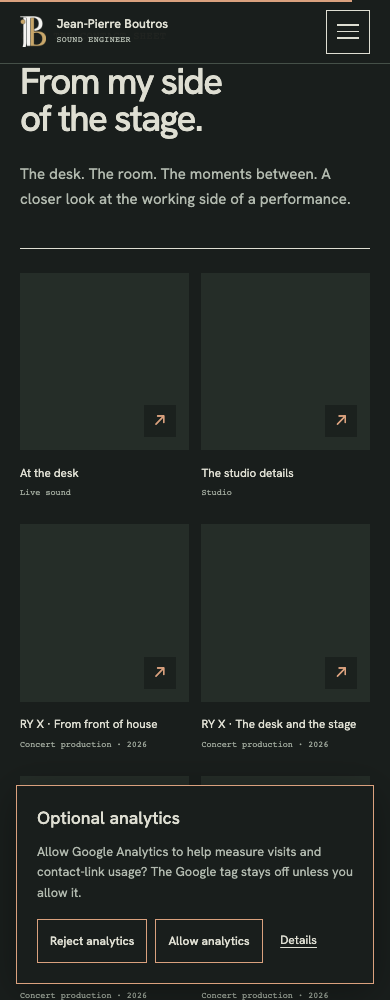 Jean-Pierre Boutros
SOUND ENGINEER
From my side
of the stage.
The desk. The room. The moments between. A
closer look at the working side of a performance.
At the desk
Live sound
The studio details
Studio
RY X · From front of house
Concert production · 2026
RY X · The desk and the stage
Concert production · 2026
Optional analytics
Allow Google Analytics to help measure visits and
contact-link usage? The Google tag stays off unless you
allow it.
Reject analytics
Allow analytics
Details
Concert production · 2026
Concert production · 2026